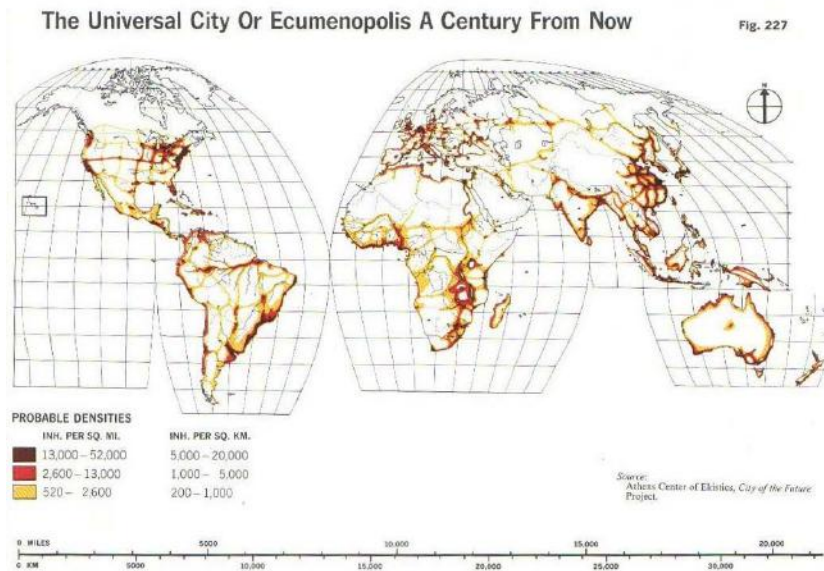 The Universal City Or Ecumenopolis A Century From Now
Fig. 227
N
PROBABLE DENSITIES
INH. PER SQ. MI. INH. PER SQ. KM.
13,000 – 52,000 5,000 – 20,000
2,600 – 13,000 1,000 – 5,000
520 – 2,600 200 – 1,000
Source:
Athens Center of Ekistics, City of the Future
Project.
0 MILES 5000 10,000 15,000 20,000
0 KM 5000 10,000 15,000 20,000 25,000 30,000